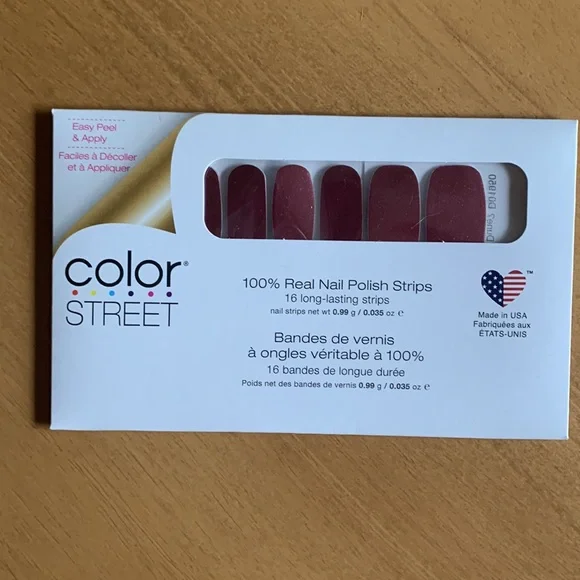 Easy Peel
& Apply
Faciles à Décoller
et à Appliquer
color®
STREET
100% Real Nail Polish Strips
16 long-lasting strips
nail strips net wt 0.99 g / 0.035 oz ℮
Bandes de vernis
à ongles véritable à 100%
16 bandes de longue durée
Poids net des bandes de vernis 0.99 g / 0.035 oz ℮
™
Made in USA
Fabriquées aux
ÉTATS-UNIS